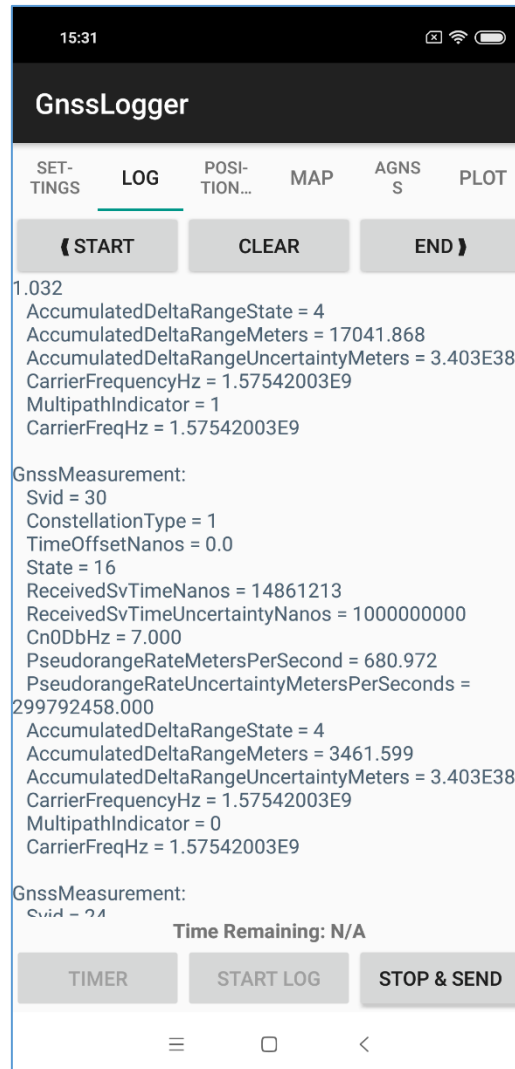 15:31
GnssLogger
SET-
TINGS
LOG
POSI-
TION...
MAP
AGNS
S
PLOT
❰ START
CLEAR
END ❱
1.032
AccumulatedDeltaRangeState = 4
AccumulatedDeltaRangeMeters = 17041.868
AccumulatedDeltaRangeUncertaintyMeters = 3.403E38
CarrierFrequencyHz = 1.57542003E9
MultipathIndicator = 1
CarrierFreqHz = 1.57542003E9
GnssMeasurement:
Svid = 30
ConstellationType = 1
TimeOffsetNanos = 0.0
State = 16
ReceivedSvTimeNanos = 14861213
ReceivedSvTimeUncertaintyNanos = 1000000000
Cn0DbHz = 7.000
PseudorangeRateMetersPerSecond = 680.972
PseudorangeRateUncertaintyMetersPerSeconds =
299792458.000
AccumulatedDeltaRangeState = 4
AccumulatedDeltaRangeMeters = 3461.599
AccumulatedDeltaRangeUncertaintyMeters = 3.403E38
CarrierFrequencyHz = 1.57542003E9
MultipathIndicator = 0
CarrierFreqHz = 1.57542003E9
GnssMeasurement:
Svid = 24
Time Remaining: N/A
TIMER
START LOG
STOP & SEND